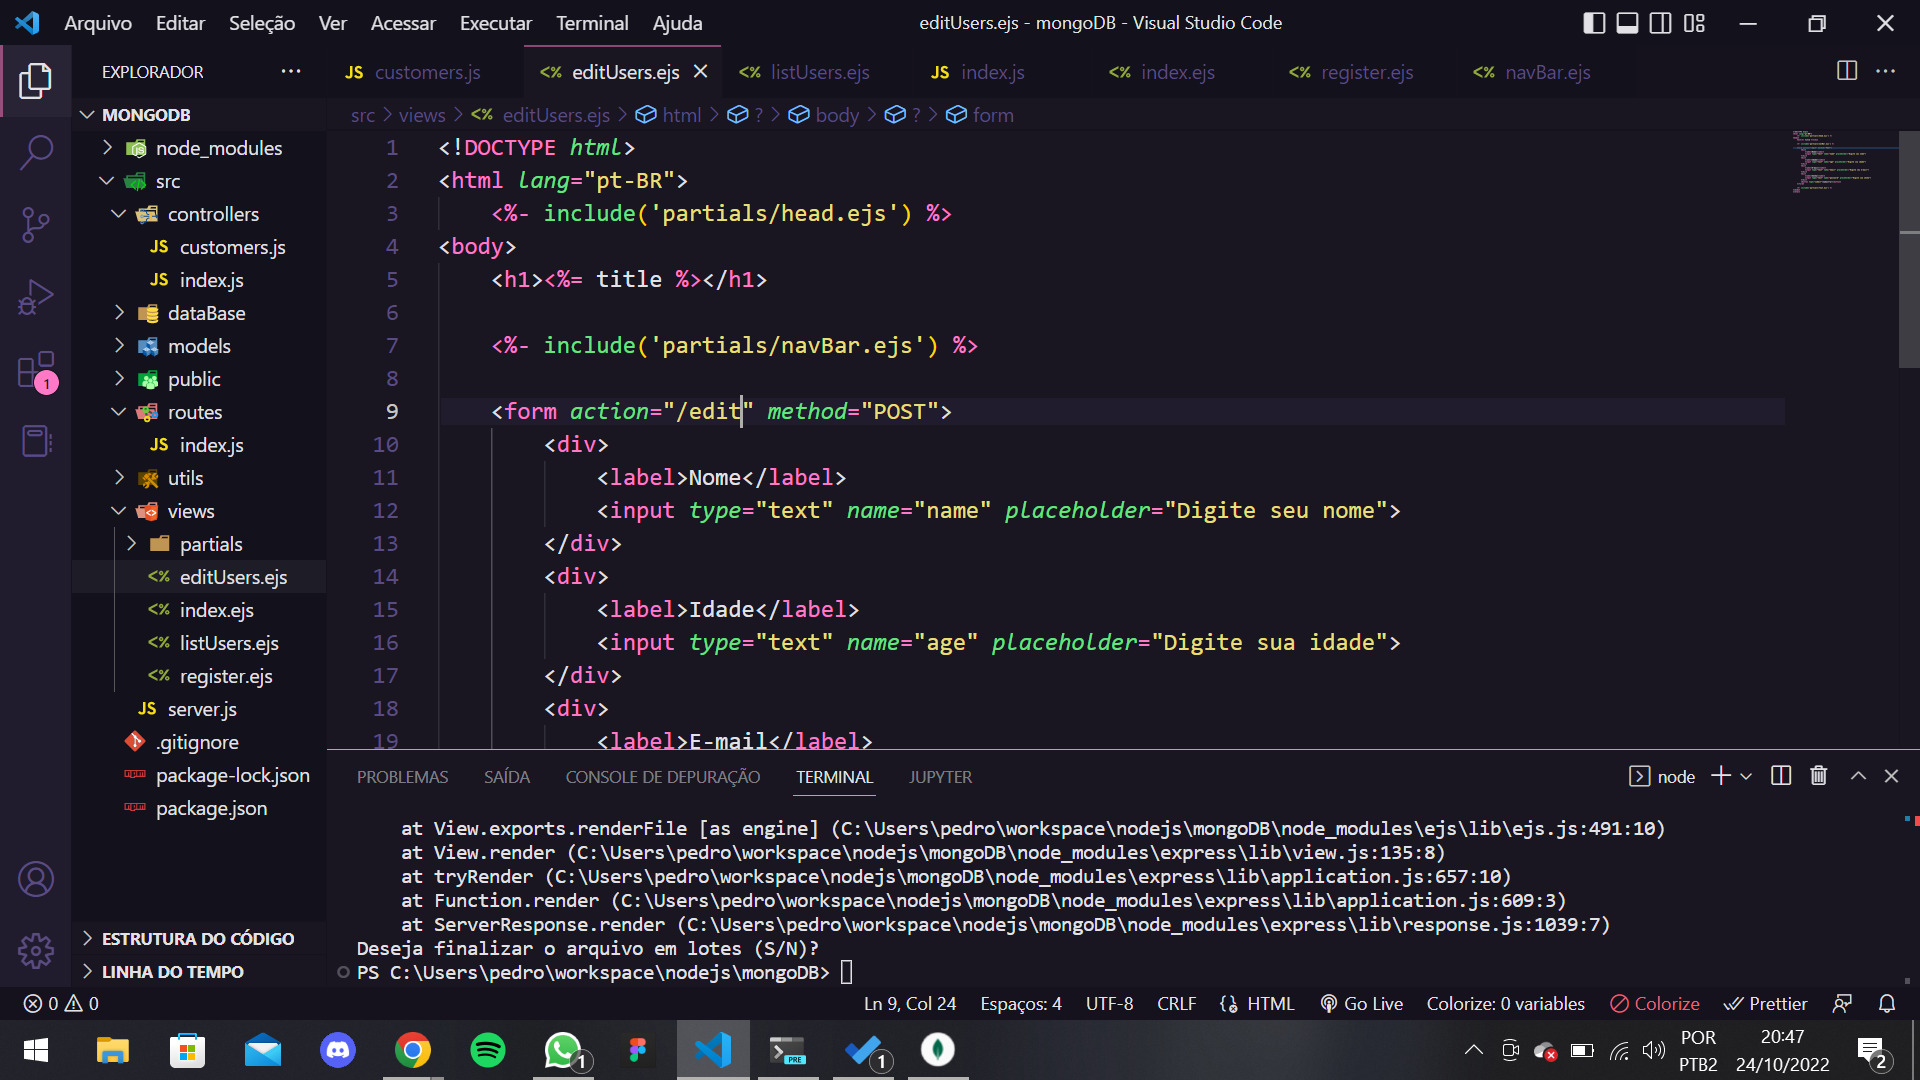 Arquivo Editar Seleção Ver Acessar Executar Terminal Ajuda
editUsers.ejs - mongoDB - Visual Studio Code
EXPLORADOR
JS customers.js
<% editUsers.ejs
<% listUsers.ejs
JS index.js
<% index.ejs
<% register.ejs
<% navBar.ejs
src > views > <% editUsers.ejs > html > ? > body > ? > form
MONGODB
node_modules
src
controllers
JS customers.js
JS index.js
dataBase
models
public
routes
JS index.js
utils
views
partials
<% editUsers.ejs
<% index.ejs
<% listUsers.ejs
<% register.ejs
JS server.js
.gitignore
package-lock.json
package.json
ESTRUTURA DO CÓDIGO
LINHA DO TEMPO
1
1 <!DOCTYPE html>
2 <html lang="pt-BR">
3 <%- include('partials/head.ejs') %>
4 <body>
5 <h1><%= title %></h1>
6
7 <%- include('partials/navBar.ejs') %>
8
9 <form action="/edit" method="POST">
10 <div>
11 <label>Nome</label>
12 <input type="text" name="name" placeholder="Digite seu nome">
13 </div>
14 <div>
15 <label>Idade</label>
16 <input type="text" name="age" placeholder="Digite sua idade">
17 </div>
18 <div>
19 <label>E-mail</label>
PROBLEMAS SAÍDA CONSOLE DE DEPURAÇÃO TERMINAL JUPYTER
node
at View.exports.renderFile [as engine] (C:\Users\pedro\workspace\nodejs\mongoDB\node_modules\ejs\lib\ejs.js:491:10)
at View.render (C:\Users\pedro\workspace\nodejs\mongoDB\node_modules\express\lib\view.js:135:8)
at tryRender (C:\Users\pedro\workspace\nodejs\mongoDB\node_modules\express\lib\application.js:657:10)
at Function.render (C:\Users\pedro\workspace\nodejs\mongoDB\node_modules\express\lib\application.js:609:3)
at ServerResponse.render (C:\Users\pedro\workspace\nodejs\mongoDB\node_modules\express\lib\response.js:1039:7)
Deseja finalizar o arquivo em lotes (S/N)?
PS C:\Users\pedro\workspace\nodejs\mongoDB>
0 0
Ln 9, Col 24 Espaços: 4 UTF-8 CRLF HTML Go Live Colorize: 0 variables Colorize Prettier
1
PRE
1
POR
PTB2
20:47
24/10/2022
2